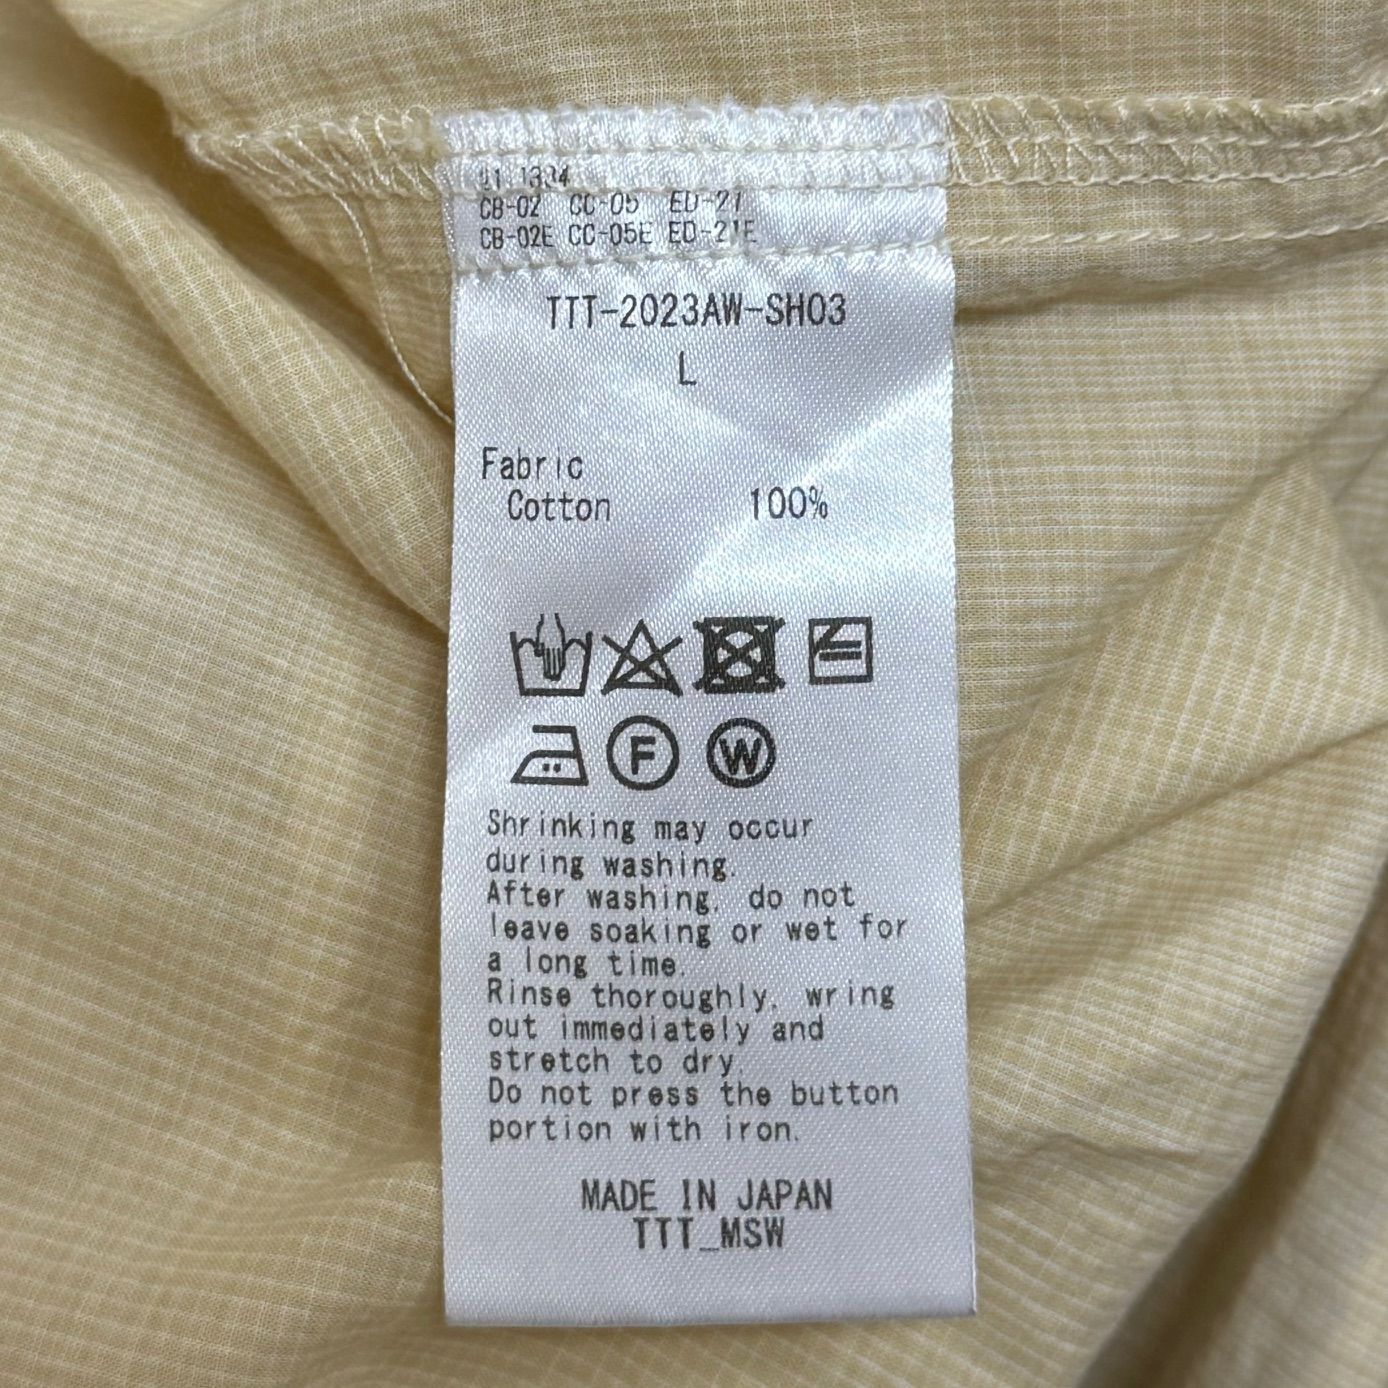 CB-02 CC-05 ED-21
CB-02E CC-05E ED-21E
TTT-2023AW-SH03
L
Fabric
Cotton 100%
F W
Shrinking may occur
during washing.
After washing, do not
leave soaking or wet for
a long time.
Rinse thoroughly, wring
out immediately and
stretch to dry.
Do not press the button
portion with iron.
MADE IN JAPAN
TTT_MSW